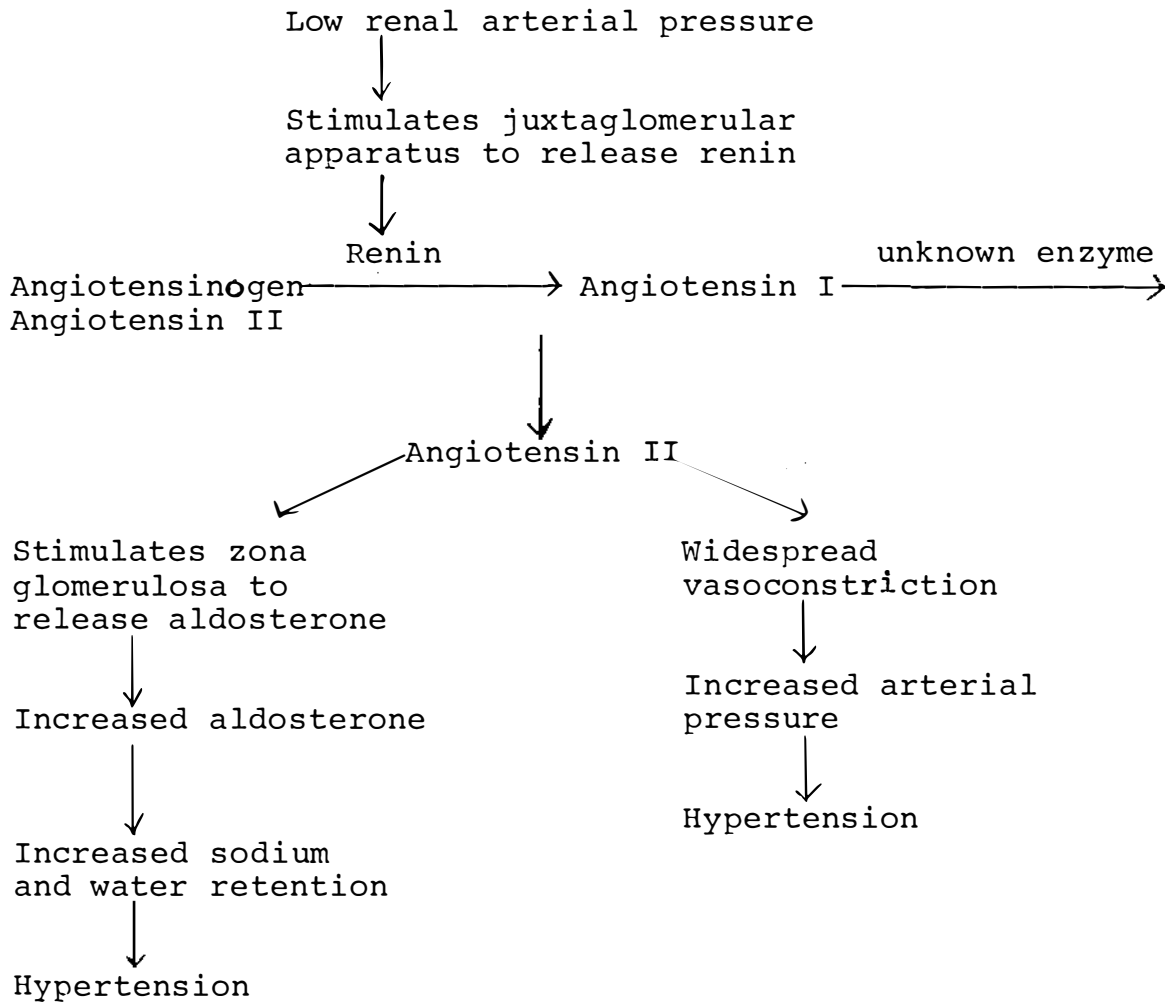 Low renal arterial pressure
Stimulates juxtaglomerular
apparatus to release renin
Renin
unknown enzyme
Angiotensinogen
Angiotensin I
Angiotensin II
Angiotensin II
Stimulates zona
glomerulosa to
release aldosterone
Increased aldosterone
Increased sodium
and water retention
Hypertension
Widespread
vasoconstriction
Increased arterial
pressure
Hypertension